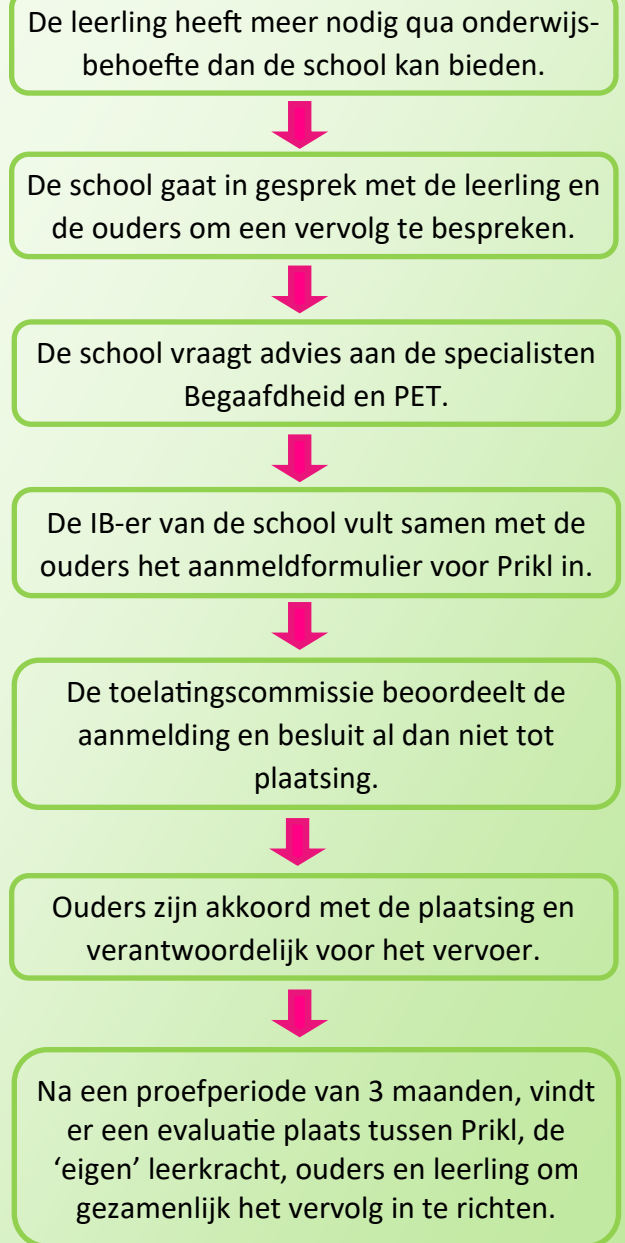 De leerling heeft meer nodig qua onderwijs-
behoefte dan de school kan bieden.
De school gaat in gesprek met de leerling en
de ouders om een vervolg te bespreken.
De school vraagt advies aan de specialisten
Begaafdheid en PET.
De IB-er van de school vult samen met de
ouders het aanmeldformulier voor Prikl in.
De toelatingscommissie beoordeelt de
aanmelding en besluit al dan niet tot
plaatsing.
Ouders zijn akkoord met de plaatsing en
verantwoordelijk voor het vervoer.
Na een proefperiode van 3 maanden, vindt
er een evaluatie plaats tussen Prikl, de
‘eigen’ leerkracht, ouders en leerling om
gezamenlijk het vervolg in te richten.